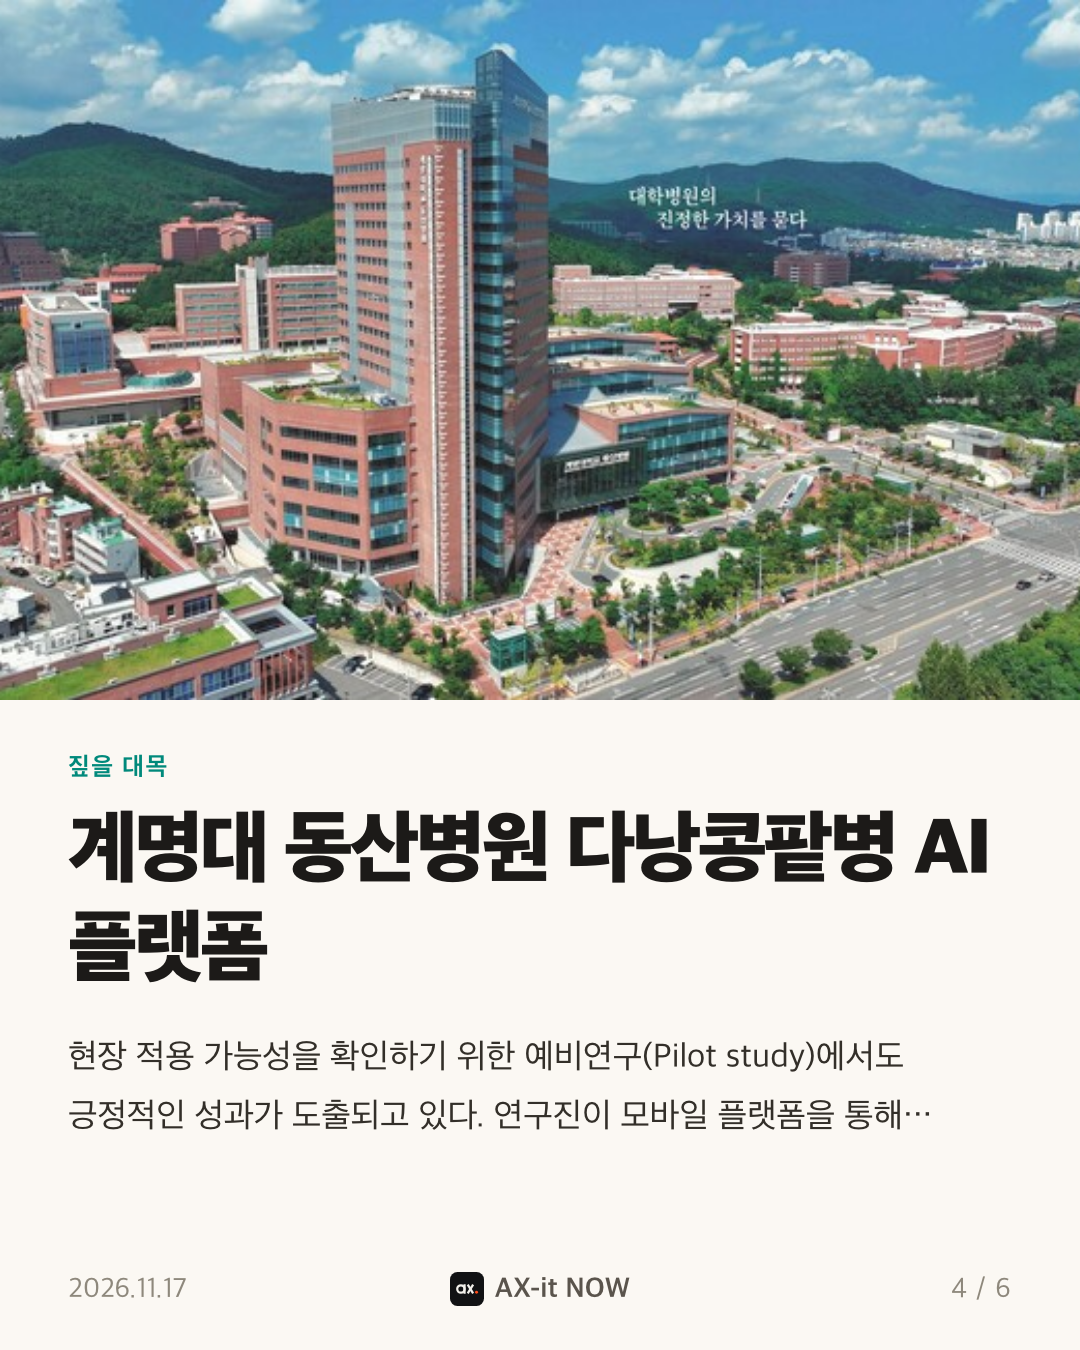 대학병원의
진정한 가치를 묻다
짚을 대목
계명대 동산병원 다낭콩팥병 AI
플랫폼
현장 적용 가능성을 확인하기 위한 예비연구(Pilot study)에서도
긍정적인 성과가 도출되고 있다. 연구진이 모바일 플랫폼을 통해…
2026.11.17
ax.
AX-it NOW
4 / 6